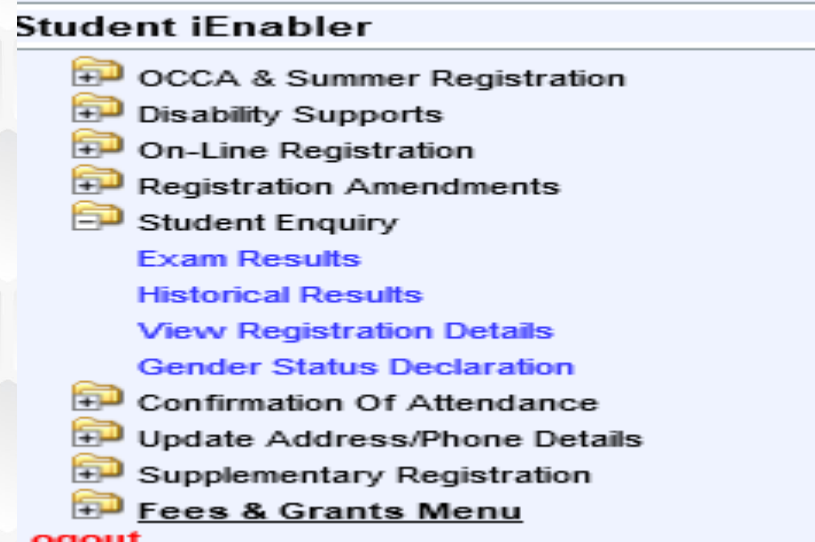 Student iEnabler
OCCA & Summer Registration
Disability Supports
On-Line Registration
Registration Amendments
Student Enquiry
Exam Results
Historical Results
View Registration Details
Gender Status Declaration
Confirmation Of Attendance
Update Address/Phone Details
Supplementary Registration
Fees & Grants Menu
ogout